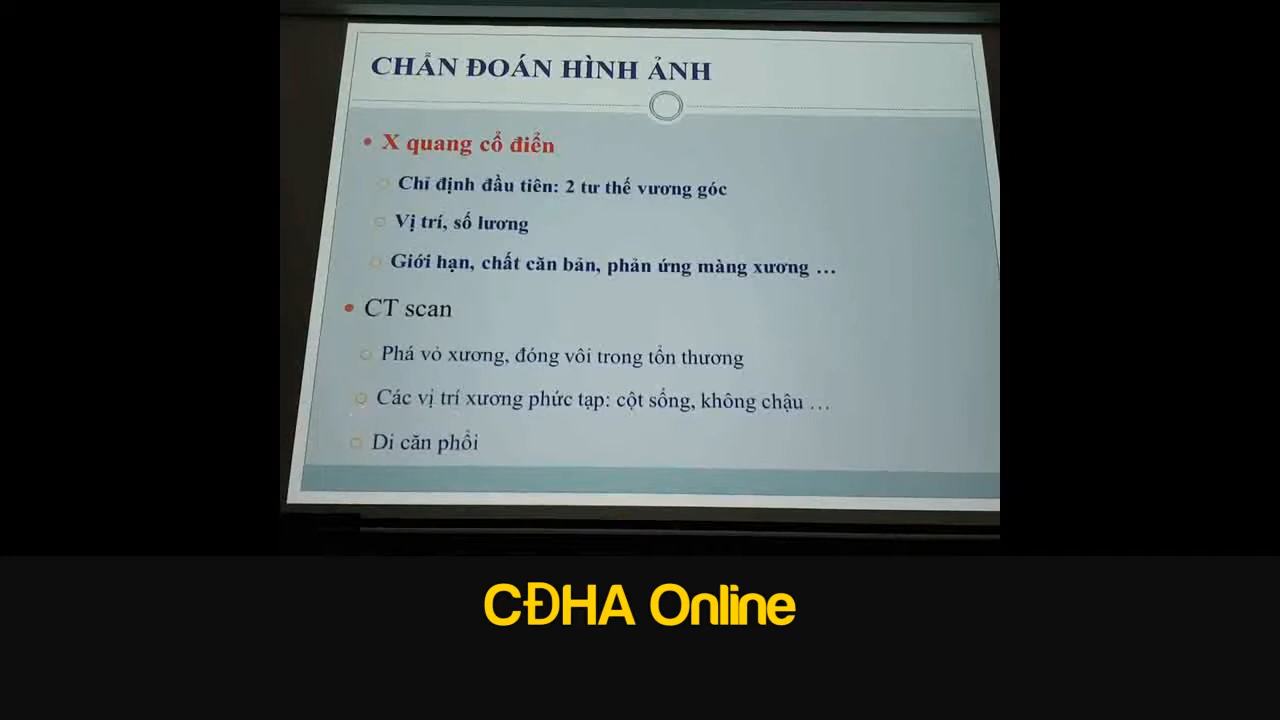 CHẨN ĐOÁN HÌNH ẢNH
X quang cổ điển
Chỉ định đầu tiên: 2 tư thế vương góc
Vị trí, số lương
Giới hạn, chất căn bản, phản ứng màng xương …
CT scan
Phá vỏ xương, đóng vôi trong tổn thương
Các vị trí xương phức tạp: cột sống, không chậu …
Di căn phổi
CĐHA Online